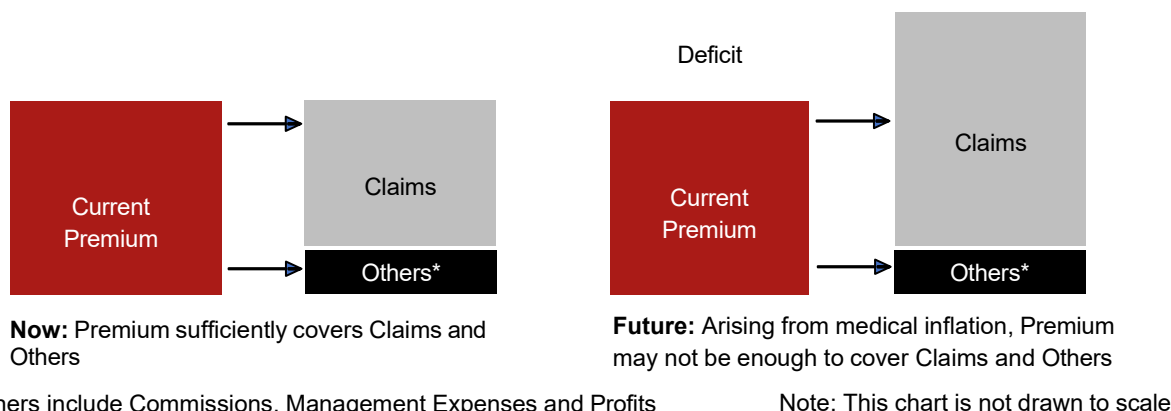 Deficit
Current
Premium
Claims
Others*
Current
Premium
Claims
Others*
Now: Premium sufficiently covers Claims and
Others
Future: Arising from medical inflation, Premium
may not be enough to cover Claims and Others
include Commissions, Management Expenses and Profits
Note: This chart is not drawn to scale